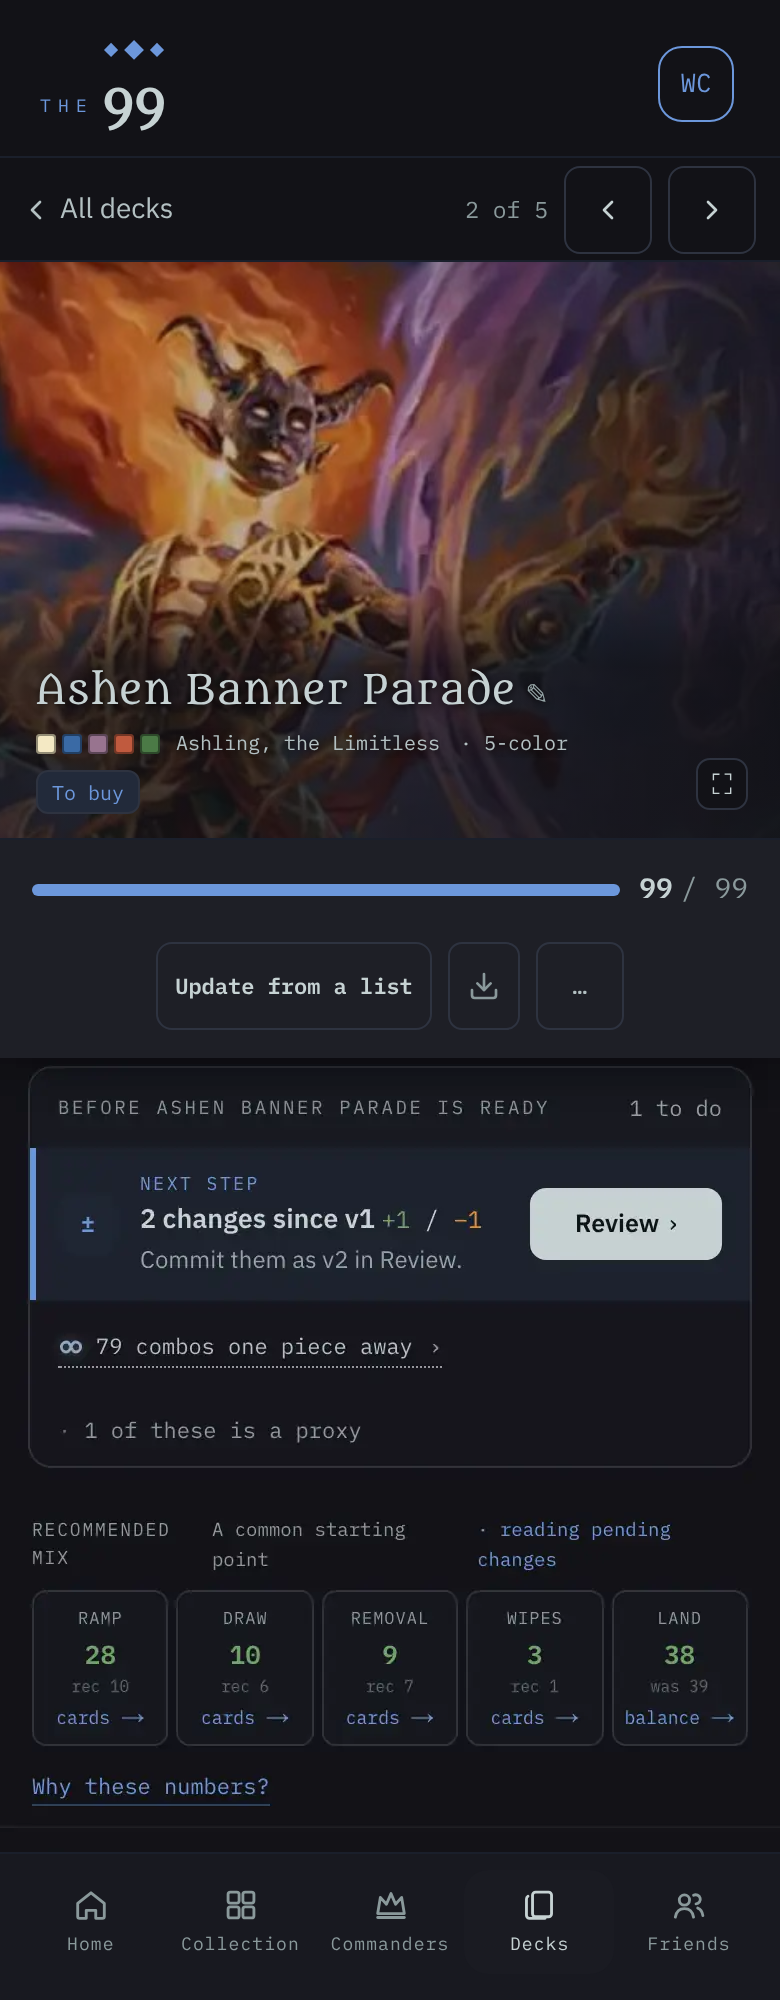 THE 99
WC
All decks
2 of 5
Ashen Banner Parade
Ashling, the Limitless · 5-color
To buy
99 / 99
Update from a list
…
BEFORE ASHEN BANNER PARADE IS READY
1 to do
±
NEXT STEP
2 changes since v1 +1 / −1
Commit them as v2 in Review.
Review ›
∞ 79 combos one piece away ›
· 1 of these is a proxy
RECOMMENDED
MIX
A common starting
point
· reading pending
changes
RAMP
28
rec 10
cards →
DRAW
10
rec 6
cards →
REMOVAL
9
rec 7
cards →
WIPES
3
rec 1
cards →
LAND
38
was 39
balance →
Why these numbers?
Home
Collection
Commanders
Decks
Friends